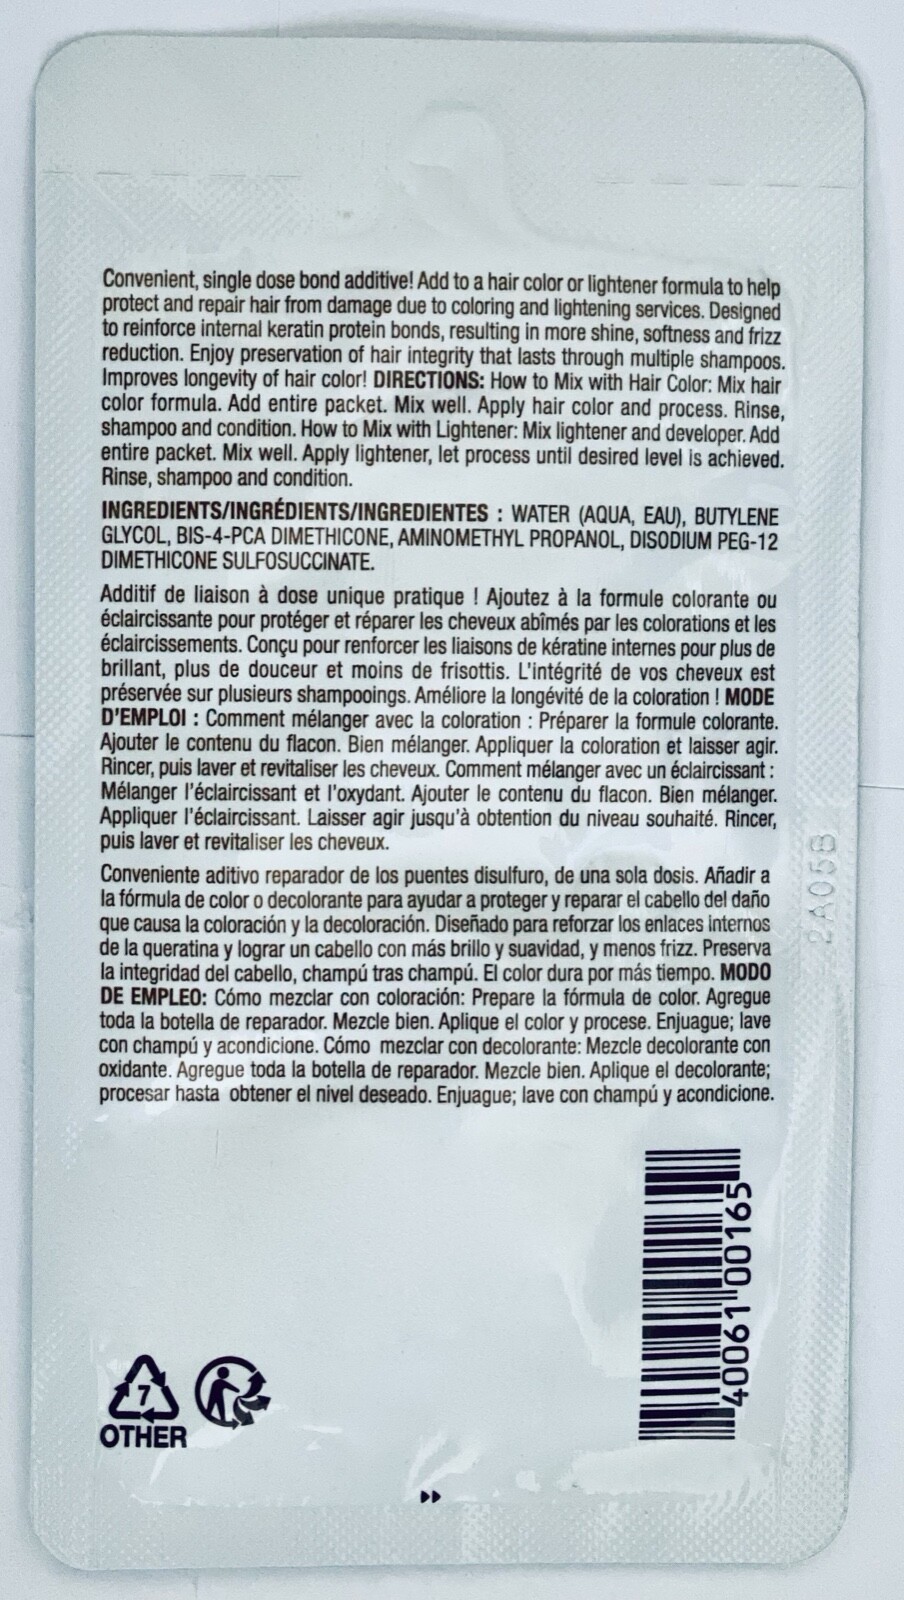 Convenient, single dose bond additive! Add to a hair color or lightener formula to help
protect and repair hair from damage due to coloring and lightening services. Designed
to reinforce internal keratin protein bonds, resulting in more shine, softness and frizz
reduction. Enjoy preservation of hair integrity that lasts through multiple shampoos.
Improves longevity of hair color! DIRECTIONS: How to Mix with Hair Color: Mix hair
color formula. Add entire packet. Mix well. Apply hair color and process. Rinse,
shampoo and condition. How to Mix with Lightener: Mix lightener and developer. Add
entire packet. Mix well. Apply lightener, let process until desired level is achieved.
Rinse, shampoo and condition.
INGREDIENTS/INGRÉDIENTS/INGREDIENTES : WATER (AQUA, EAU), BUTYLENE
GLYCOL, BIS-4-PCA DIMETHICONE, AMINOMETHYL PROPANOL, DISODIUM PEG-12
DIMETHICONE SULFOSUCCINATE.
Additif de liaison à dose unique pratique ! Ajoutez à la formule colorante ou
éclaircissante pour protéger et réparer les cheveux abîmés par les colorations et les
éclaircissements. Conçu pour renforcer les liaisons de kératine internes pour plus de
brillant, plus de douceur et moins de frisottis. L'intégrité de vos cheveux est
préservée sur plusieurs shampooings. Améliore la longévité de la coloration ! MODE
D'EMPLOI : Comment mélanger avec la coloration : Préparer la formule colorante.
Ajouter le contenu du flacon. Bien mélanger. Appliquer la coloration et laisser agir.
Rincer, puis laver et revitaliser les cheveux. Comment mélanger avec un éclaircissant :
Mélanger l'éclaircissant et l'oxydant. Ajouter le contenu du flacon. Bien mélanger.
Appliquer l'éclaircissant. Laisser agir jusqu'à obtention du niveau souhaité. Rincer,
puis laver et revitaliser les cheveux.
Conveniente aditivo reparador de los puentes disulfuro, de una sola dosis. Añadir a
la fórmula de color o decolorante para ayudar a proteger y reparar el cabello del daño
que causa la coloración y la decoloración. Diseñado para reforzar los enlaces internos
de la queratina y lograr un cabello con más brillo y suavidad, y menos frizz. Preserva
la integridad del cabello, champú tras champú. El color dura por más tiempo. MODO
DE EMPLEO: Cómo mezclar con coloración: Prepare la fórmula de color. Agregue
toda la botella de reparador. Mezcle bien. Aplique el color y procese. Enjuague; lave
con champú y acondicione. Cómo mezclar con decolorante: Mezcle decolorante con
oxidante. Agregue toda la botella de reparador. Mezcle bien. Aplique el decolorante;
procesar hasta obtener el nivel deseado. Enjuague; lave con champú y acondicione.
2A05B
40061 00165
7
OTHER